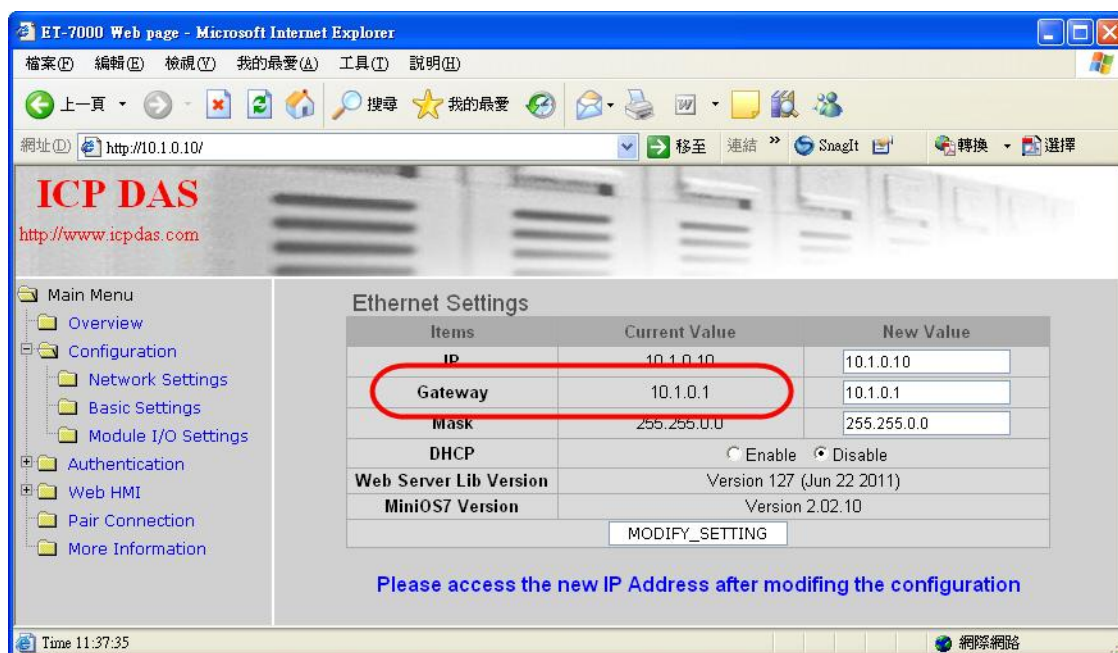 ET-7000 Web page - Microsoft Internet Explorer
檔案(F) 編輯(E) 檢視(V) 我的最愛(A) 工具(T) 說明(H)
上一頁 搜尋 我的最愛
網址(D) http://10.1.0.10/ 移至 連結 » SnagIt 轉換 選擇
ICP DAS
http://www.icpdas.com
Main Menu
Overview
Configuration
Network Settings
Basic Settings
Module I/O Settings
Authentication
Web HMI
Pair Connection
More Information
Ethernet Settings
Items Current Value New Value
IP 10.1.0.10 10.1.0.10
Gateway 10.1.0.1 10.1.0.1
Mask 255.255.0.0 255.255.0.0
DHCP Enable Disable
Web Server Lib Version Version 127 (Jun 22 2011)
MiniOS7 Version Version 2.02.10
MODIFY_SETTING
Please access the new IP Address after modifing the configuration
Time 11:37:35 網際網路